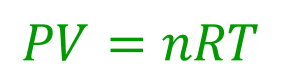 PV = nRT